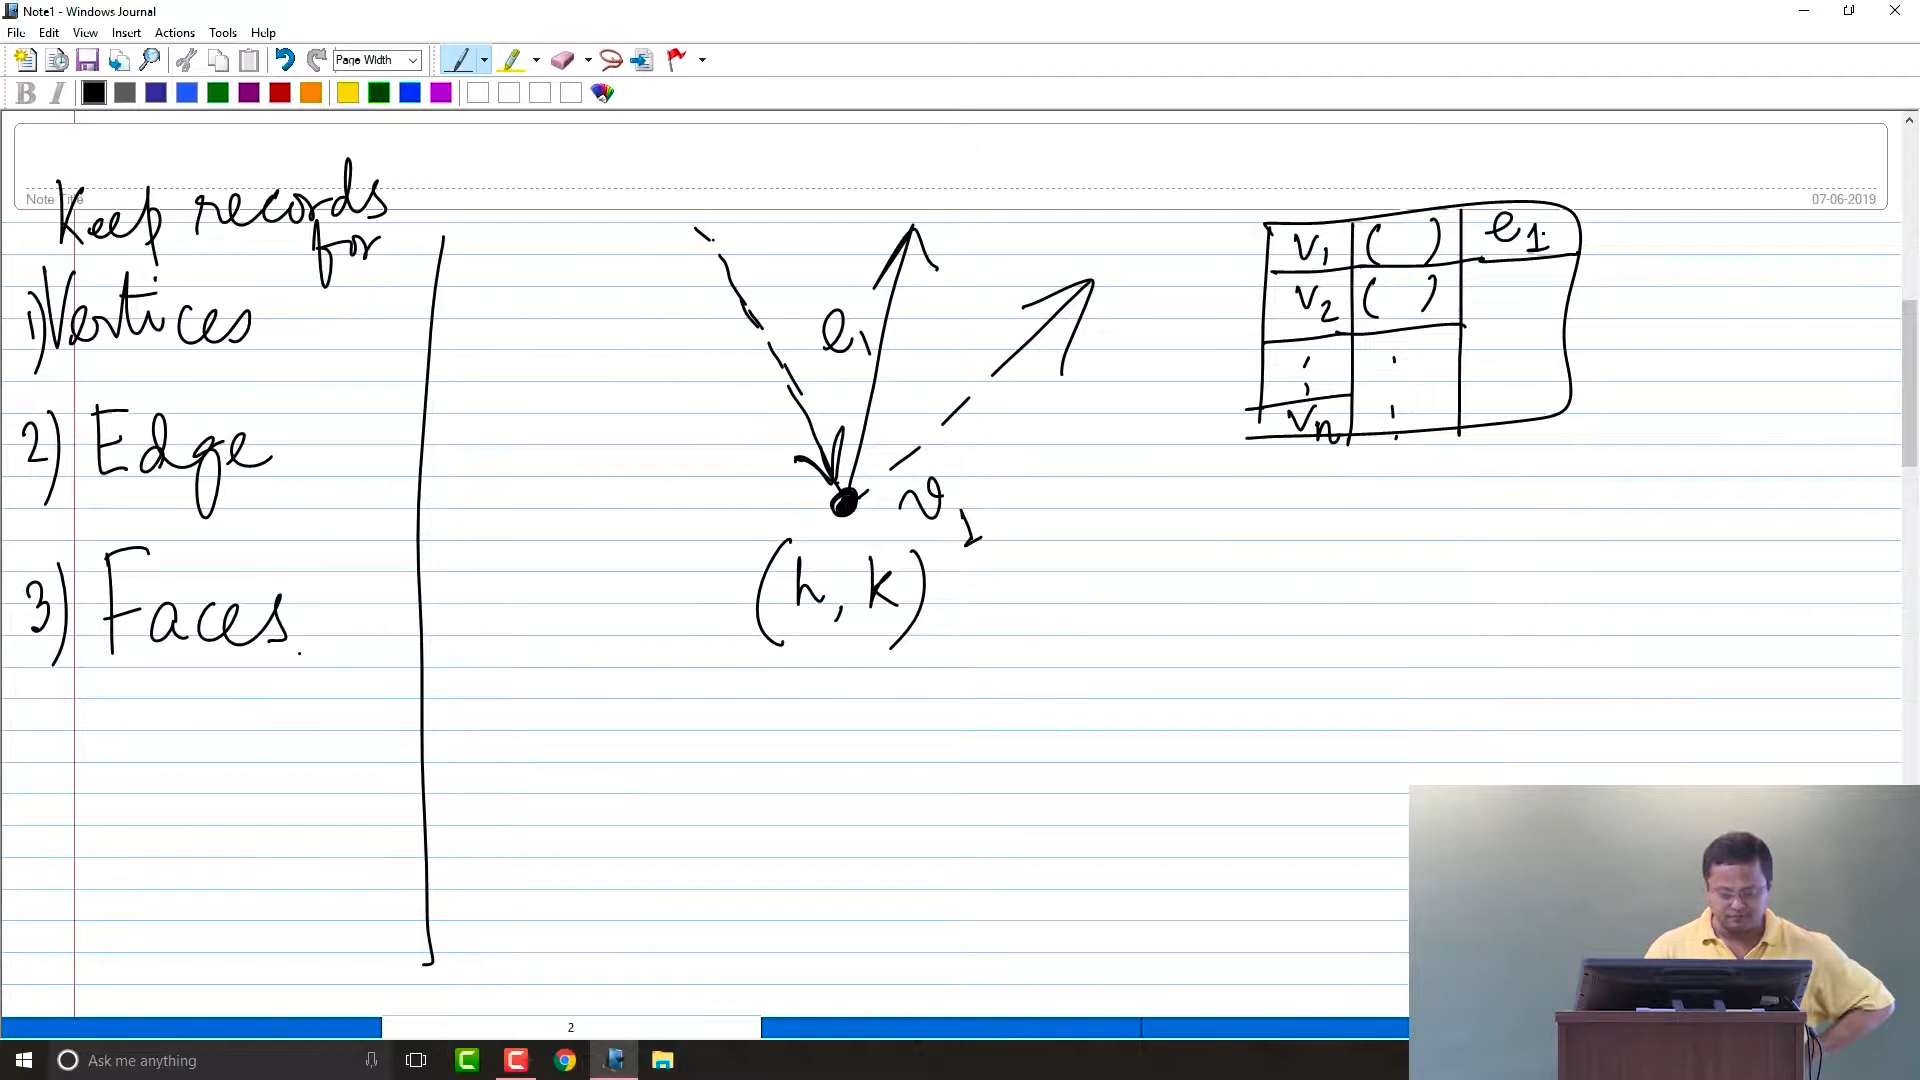 Note1 - Windows Journal
File Edit View Insert Actions Tools Help
Page Width
B I
Note Title
07-06-2019
Keep records
for
1) Vertices
2) Edge
3) Faces.
e1
v1
(h, k)
v1 ( ) e1
v2 ( )
vn
2
Ask me anything